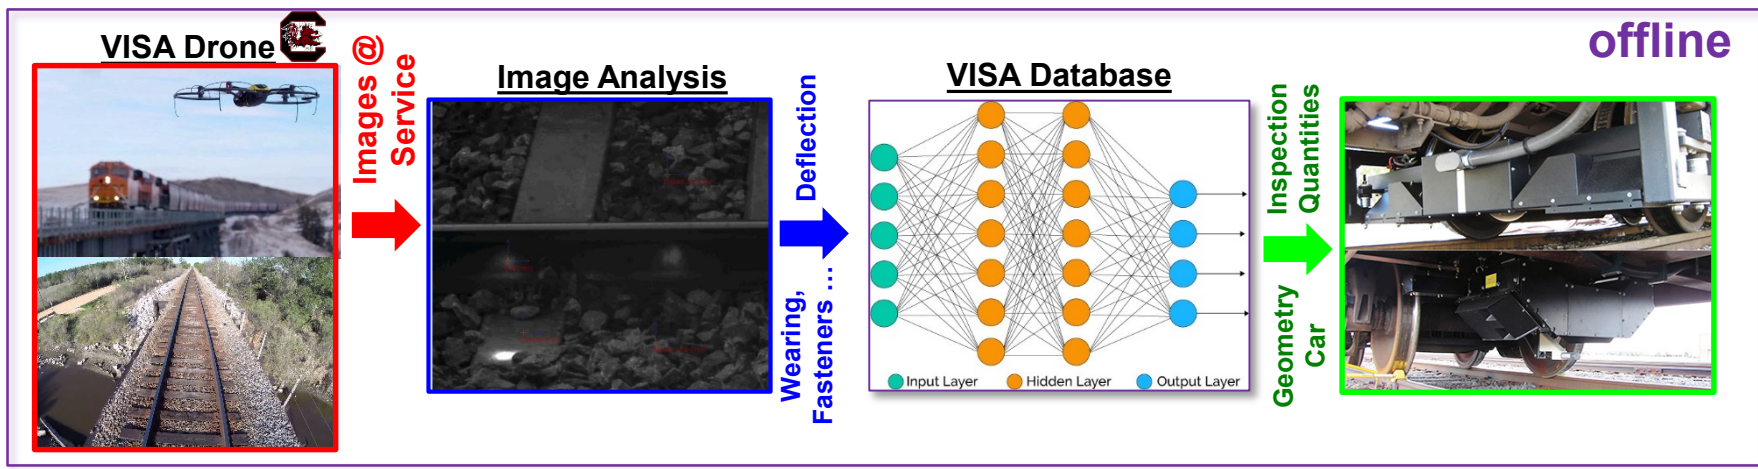 VISA Drone
offline
Images @
Service
Image Analysis
Deflection
Wearing,
Fasteners ...
VISA Database
Input Layer
Hidden Layer
Output Layer
Inspection
Quantities
Geometry
Car